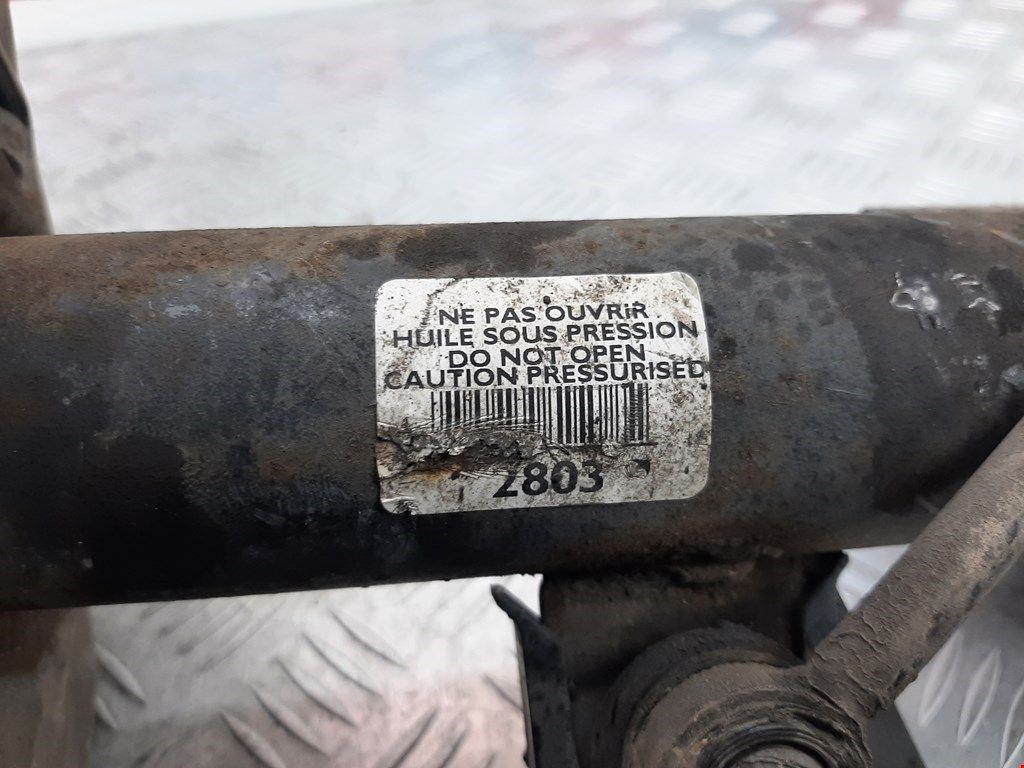 NE PAS OUVRIR
HUILE SOUS PRESSION
DO NOT OPEN
CAUTION PRESSURISED
2803